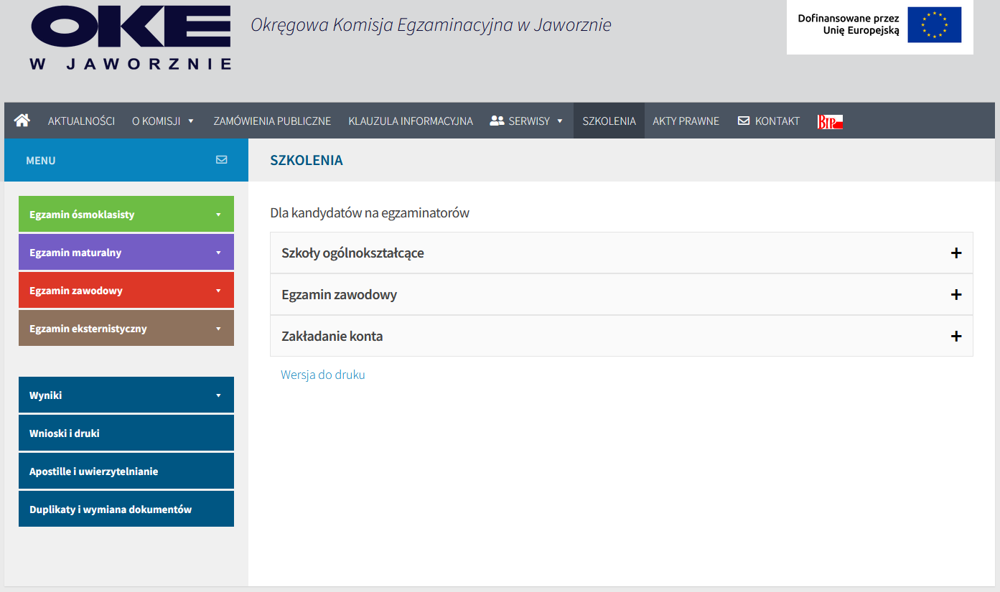 OKE
W JAWORZNIE
Okręgowa Komisja Egzaminacyjna w Jaworznie
Dofinansowane przez
Unię Europejską
AKTUALNOŚCI O KOMISJI ZAMÓWIENIA PUBLICZNE KLAUZULA INFORMACYJNA SERWISY SZKOLENIA AKTY PRAWNE KONTAKT BIP
MENU
SZKOLENIA
Egzamin ósmoklasisty
Egzamin maturalny
Egzamin zawodowy
Egzamin eksternistyczny
Wyniki
Wnioski i druki
Apostille i uwierzytelnianie
Duplikaty i wymiana dokumentów
Dla kandydatów na egzaminatorów
Szkoły ogólnokształcące
Egzamin zawodowy
Zakładanie konta
Wersja do druku